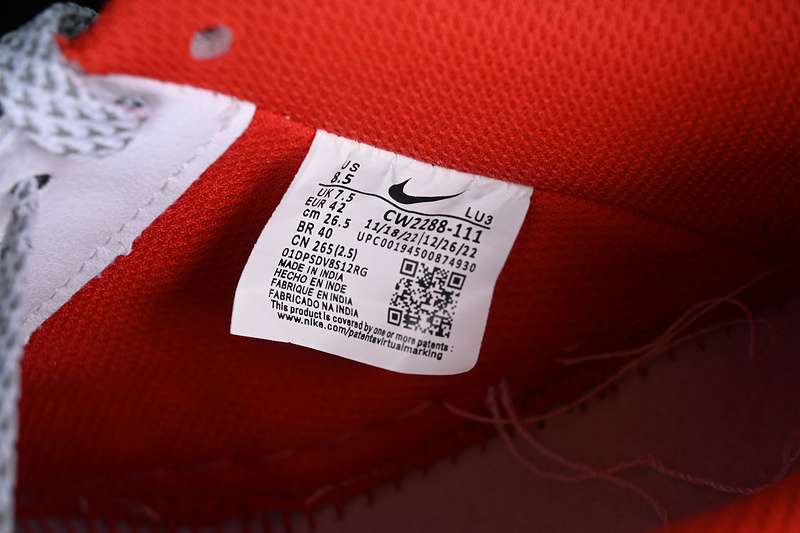 US
8.5
UK 7.5
EUR 42
cm 26.5
BR 40
CN 265(2.5)
LU3
CW2288-111
11/18/22|12/26/22
UPC00194500874930
01DPSDV8S12RG
MADE IN INDIA
HECHO EN INDE
FABRIQUE EN INDIA
FABRICADO NA INDIA
This product is covered by one or more patents :
www.nike.com/patentsvirtualmarking